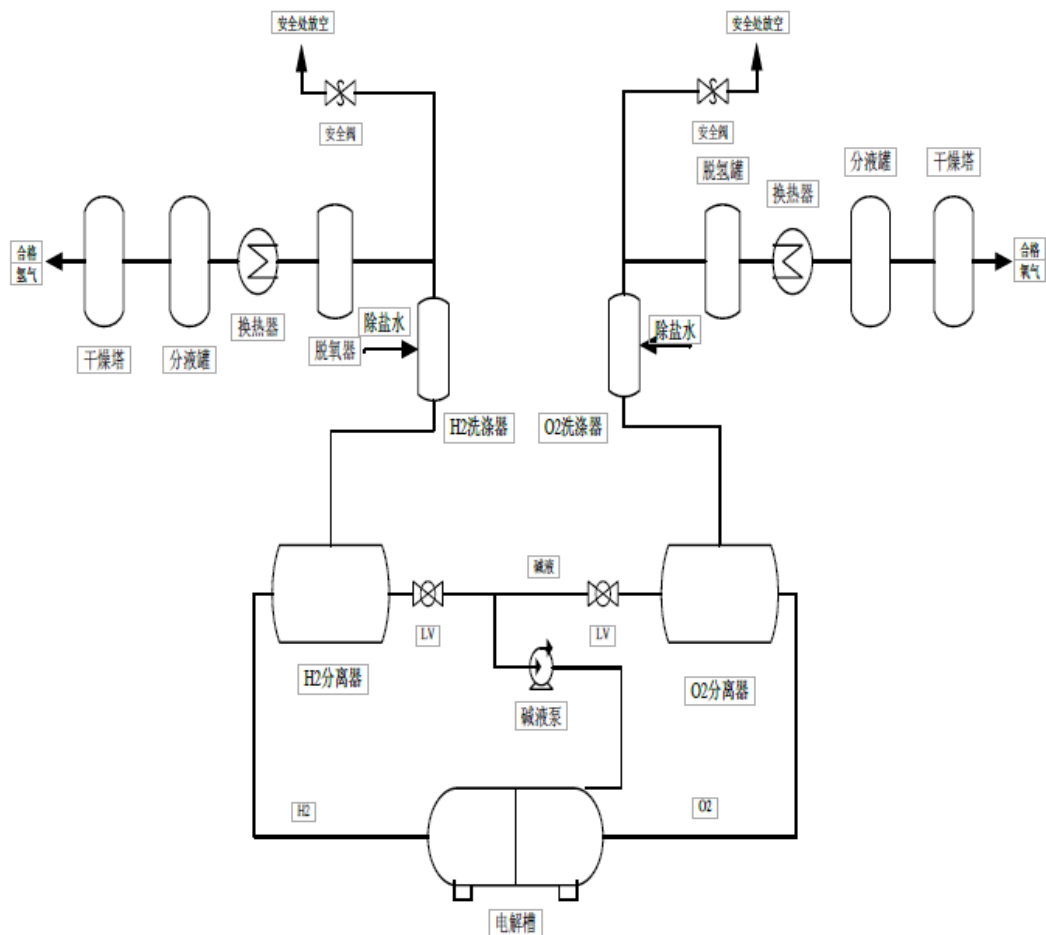 安全处放空
安全处放空
安全阀
安全阀
脱氢罐
换热器
分液罐
干燥塔
合格
氢气
合格
氧气
干燥塔
分液罐
换热器
脱氧器
除盐水
除盐水
H2洗涤器
O2洗涤器
碱液
LV
LV
H2分离器
O2分离器
碱液泵
H2
O2
电解槽